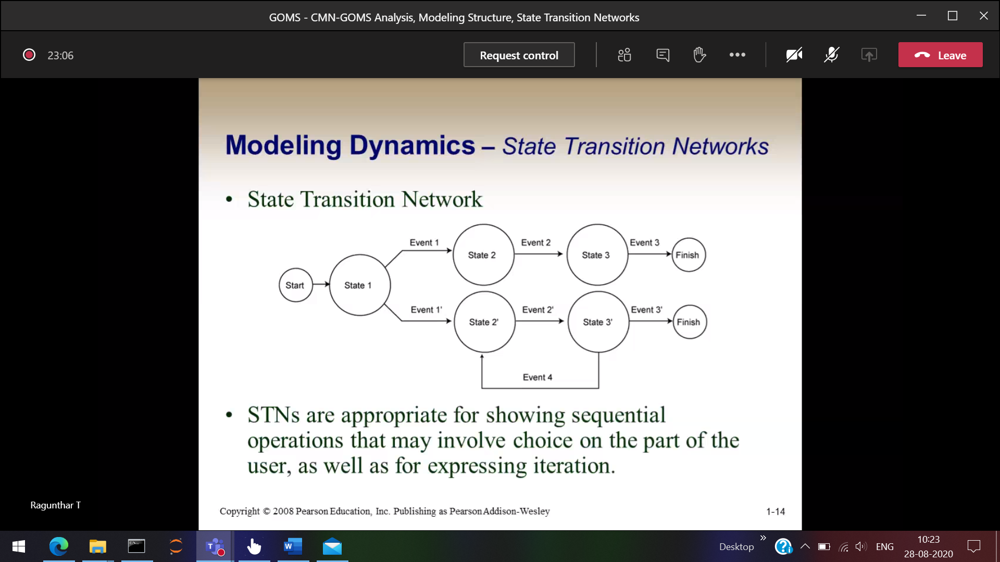 GOMS - CMN-GOMS Analysis, Modeling Structure, State Transition Networks
23:06
Request control
Leave
Modeling Dynamics – State Transition Networks
• State Transition Network
Event 1
Event 2
Event 3
State 2
State 3
Finish
Start
State 1
Event 1'
Event 2'
Event 3'
State 2'
State 3'
Finish
Event 4
• STNs are appropriate for showing sequential
operations that may involve choice on the part of the
user, as well as for expressing iteration.
Ragunthar T
Copyright © 2008 Pearson Education, Inc. Publishing as Pearson Addison-Wesley
1-14
Desktop
ENG
10:23
28-08-2020